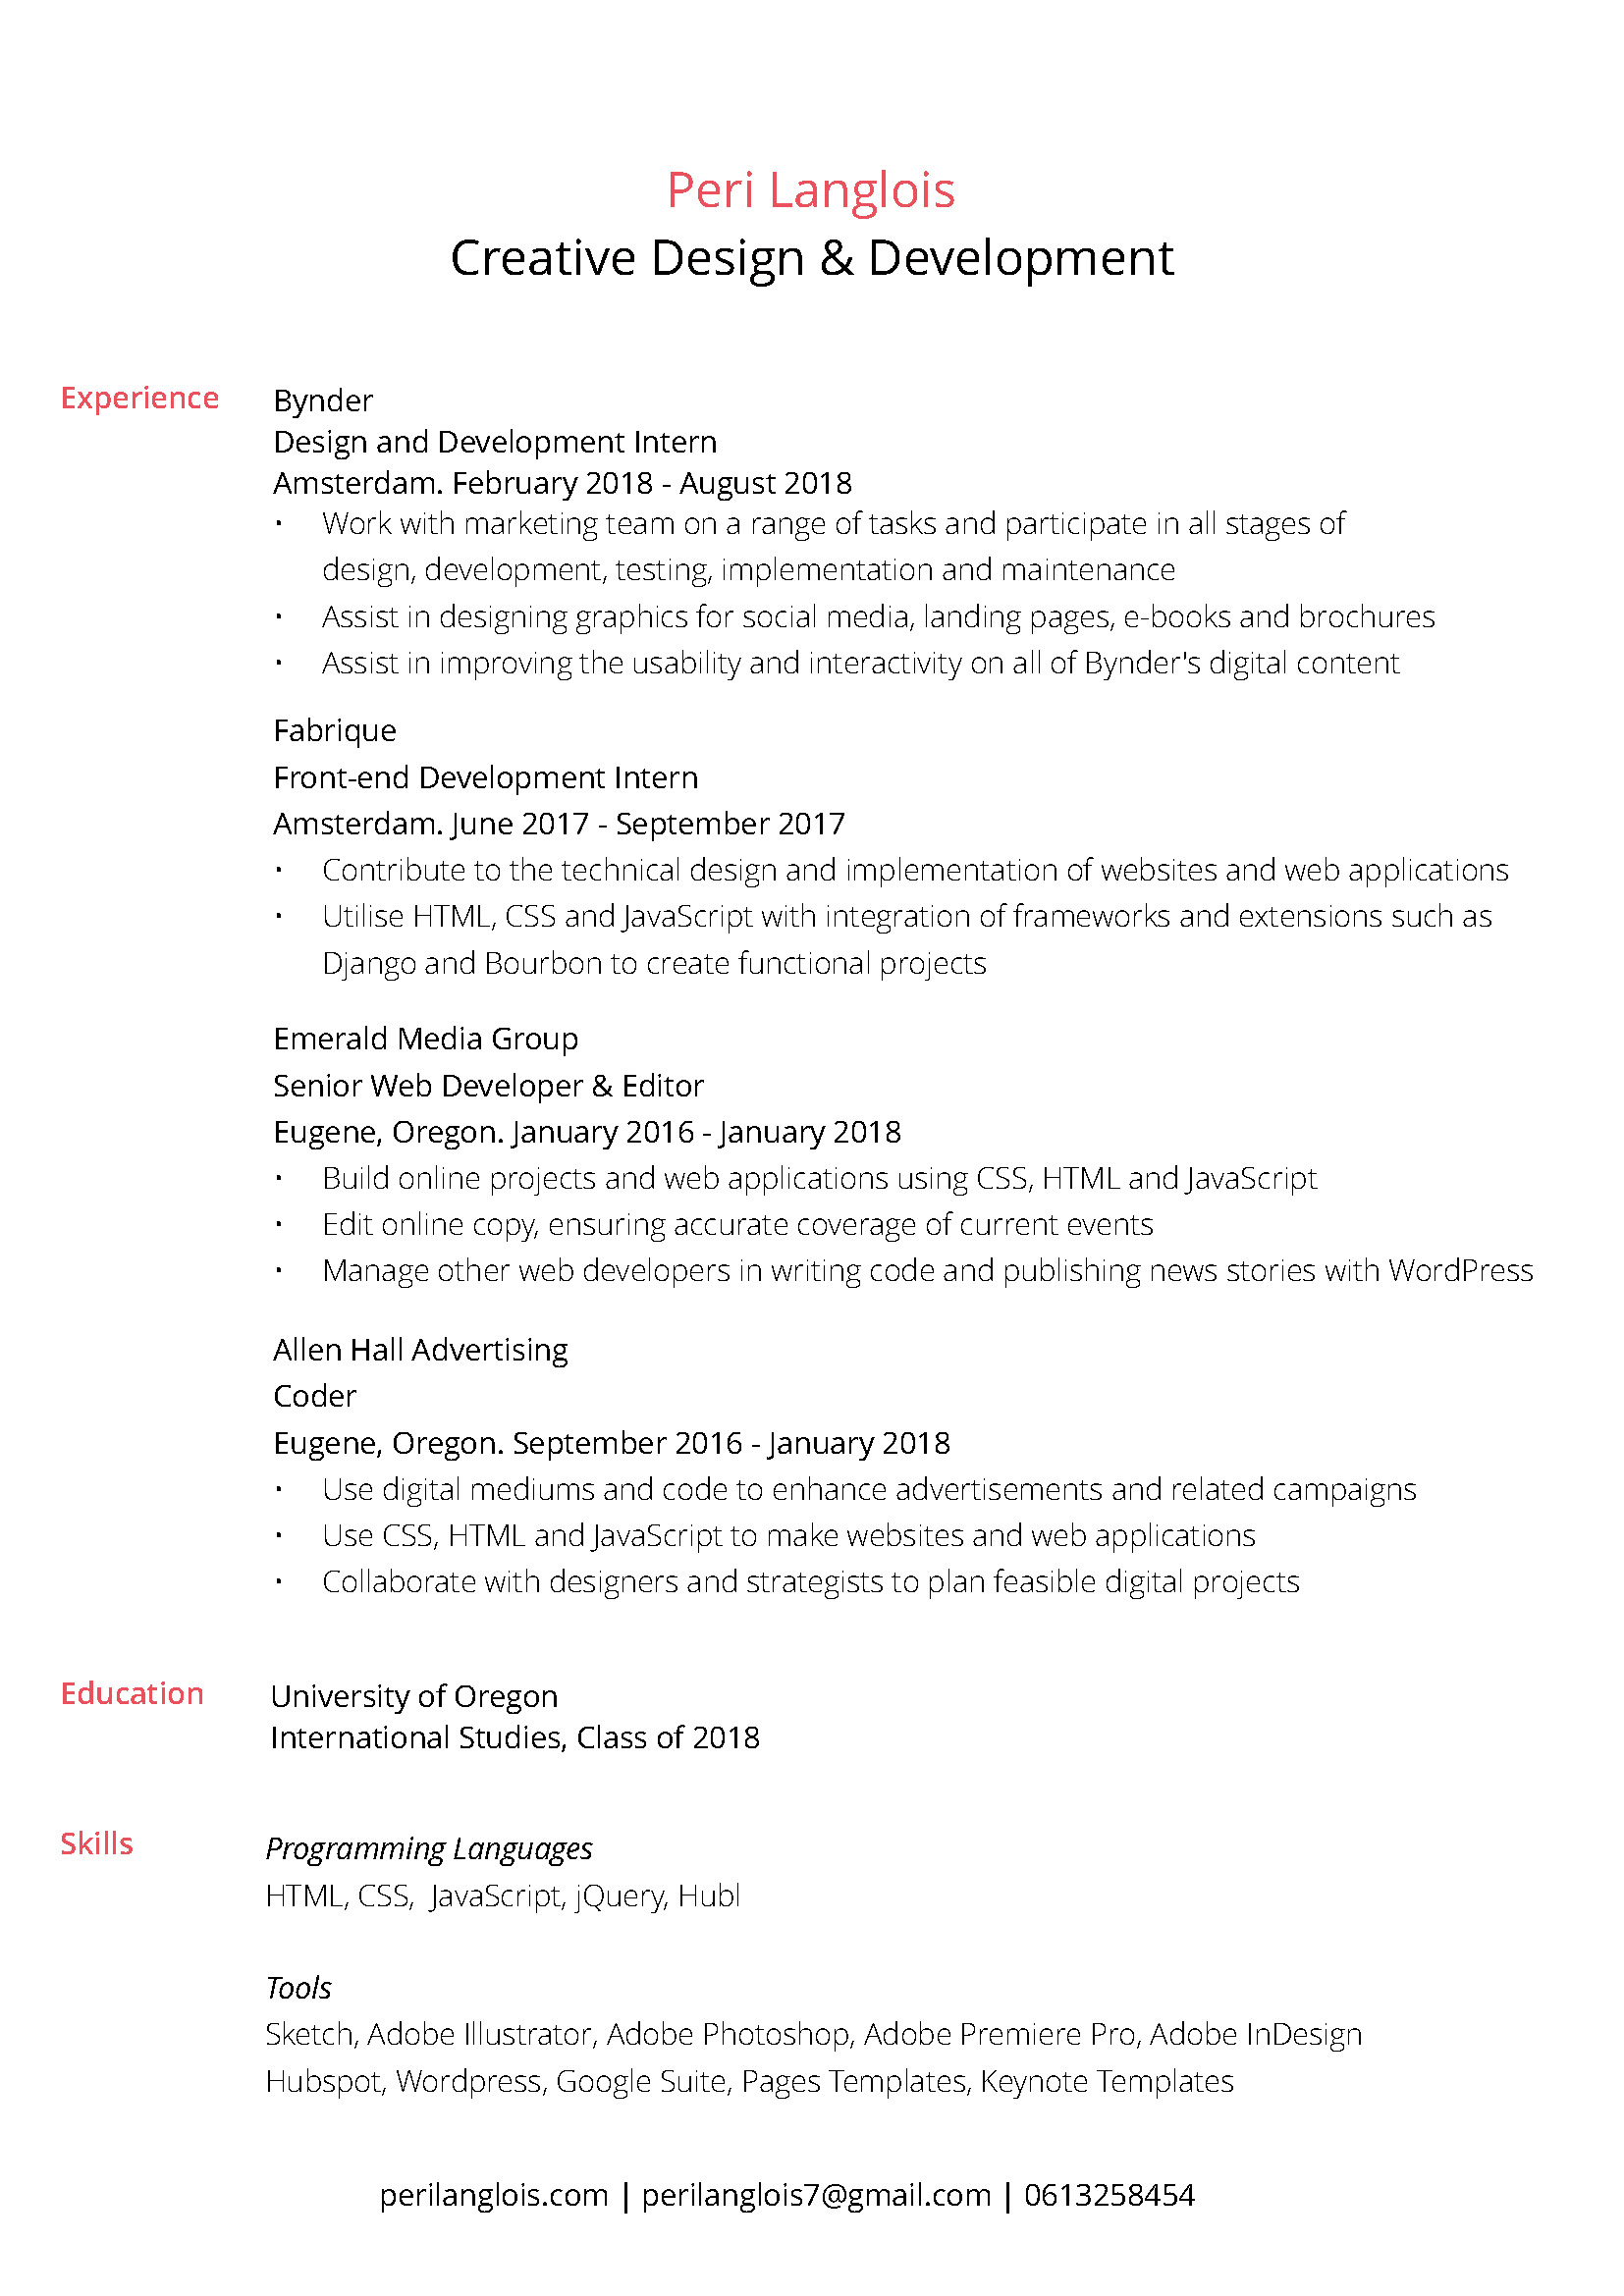 Peri Langlois
Creative Design & Development
Experience
Bynder
Design and Development Intern
Amsterdam. February 2018 - August 2018
• Work with marketing team on a range of tasks and participate in all stages of
design, development, testing, implementation and maintenance
• Assist in designing graphics for social media, landing pages, e-books and brochures
• Assist in improving the usability and interactivity on all of Bynder's digital content
Fabrique
Front-end Development Intern
Amsterdam. June 2017 - September 2017
• Contribute to the technical design and implementation of websites and web applications
• Utilise HTML, CSS and JavaScript with integration of frameworks and extensions such as
Django and Bourbon to create functional projects
Emerald Media Group
Senior Web Developer & Editor
Eugene, Oregon. January 2016 - January 2018
• Build online projects and web applications using CSS, HTML and JavaScript
• Edit online copy, ensuring accurate coverage of current events
• Manage other web developers in writing code and publishing news stories with WordPress
Allen Hall Advertising
Coder
Eugene, Oregon. September 2016 - January 2018
• Use digital mediums and code to enhance advertisements and related campaigns
• Use CSS, HTML and JavaScript to make websites and web applications
• Collaborate with designers and strategists to plan feasible digital projects
Education
University of Oregon
International Studies, Class of 2018
Skills
Programming Languages
HTML, CSS, JavaScript, jQuery, Hubl
Tools
Sketch, Adobe Illustrator, Adobe Photoshop, Adobe Premiere Pro, Adobe InDesign
Hubspot, Wordpress, Google Suite, Pages Templates, Keynote Templates
perilanglois.com | perilanglois7@gmail.com | 0613258454